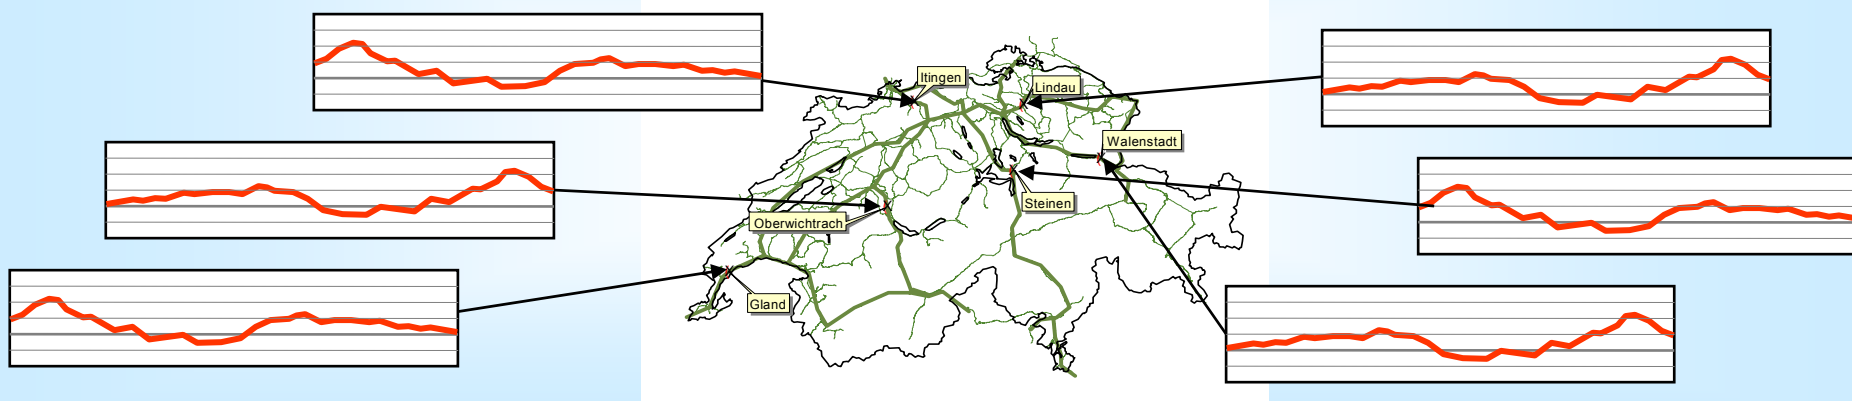 Itingen
Lindau
Walenstadt
Steinen
Oberwichtrach
Gland